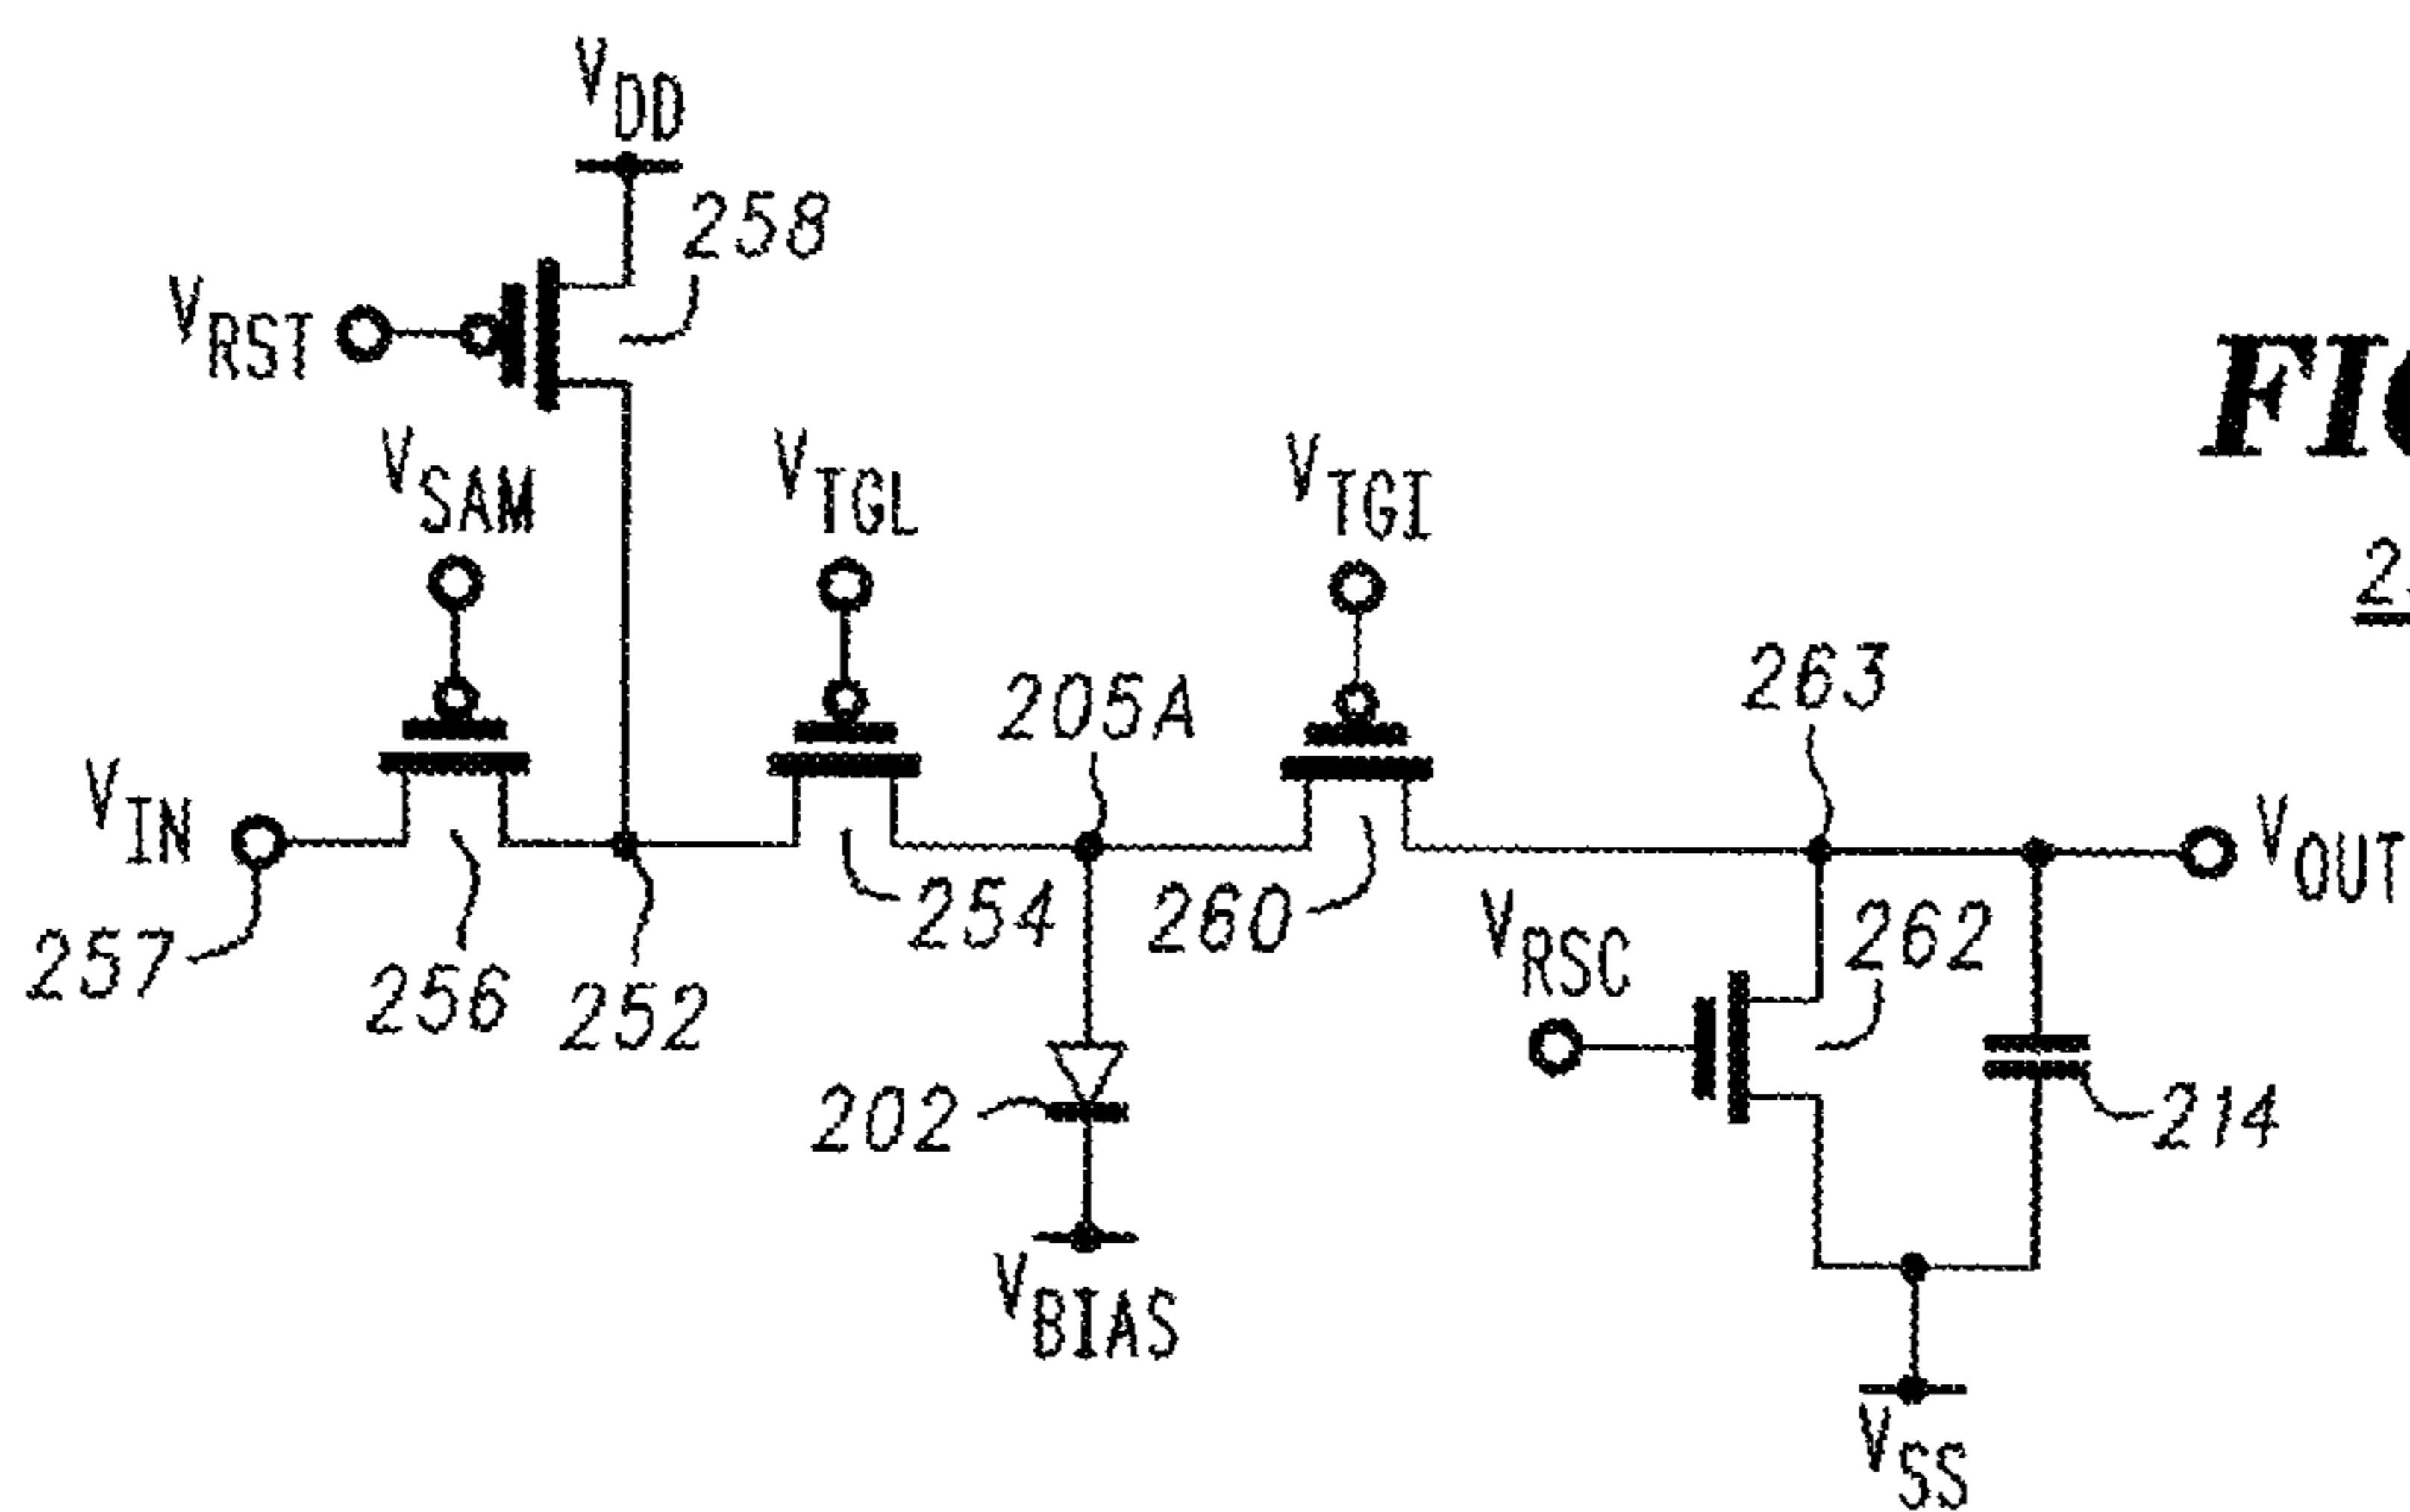 VDD
258
VRST
VSAM
VTGL
VTGI
205A
263
VIN
VOUT
257
256
252
254
260
VRSC
262
202
214
VBIAS
VSS